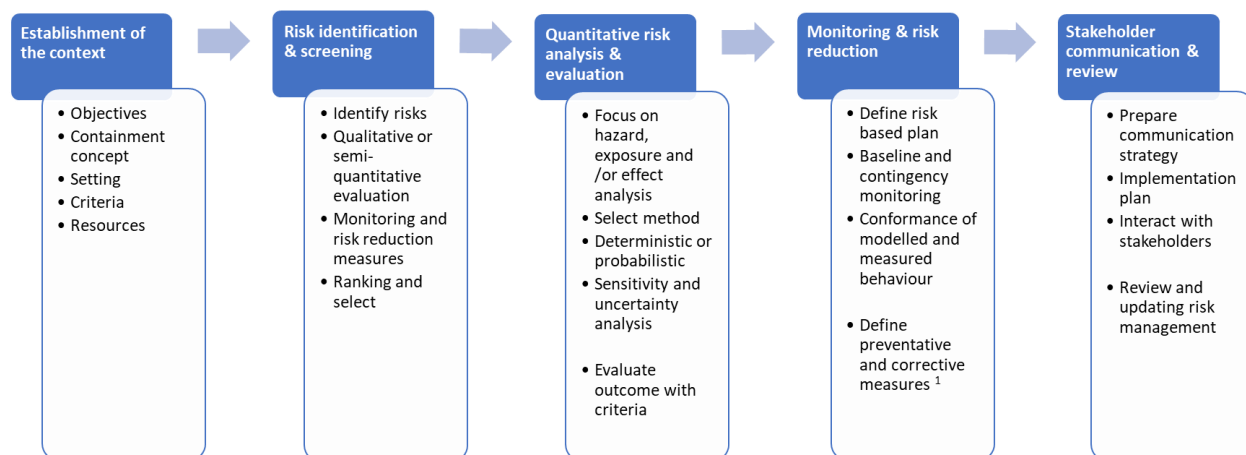 Establishment of
the context
• Objectives
• Containment
concept
• Setting
• Criteria
• Resources
Risk identification
& screening
• Identify risks
• Qualitative or
semi-
quantitative
evaluation
• Monitoring and
risk reduction
measures
• Ranking and
select
Quantitative risk
analysis &
evaluation
• Focus on
hazard,
exposure and
/or effect
analysis
• Select method
• Deterministic or
probabilistic
• Sensitivity and
uncertainty
analysis
• Evaluate
outcome with
criteria
Monitoring & risk
reduction
• Define risk
based plan
• Baseline and
contingency
monitoring
• Conformance of
modelled and
measured
behaviour
• Define
preventative
and corrective
measures ¹
Stakeholder
communication &
review
• Prepare
communication
strategy
• Implementation
plan
• Interact with
stakeholders
• Review and
updating risk
management